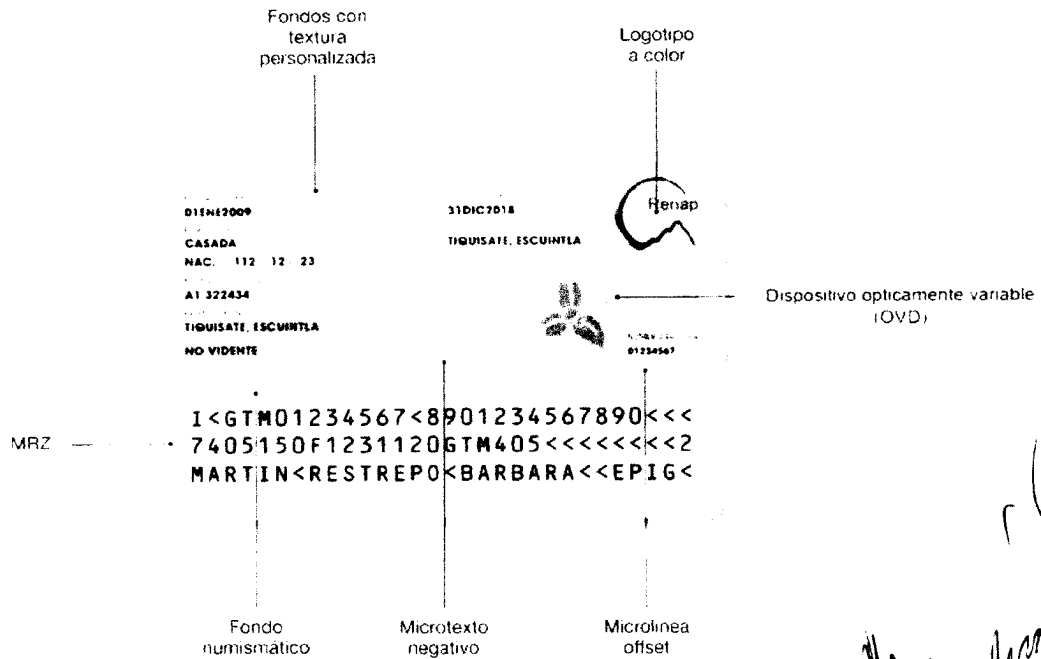 Fondos con
textura
personalizada
Logotipo
a color
01ENE2009
31DIC2018
Renap
CASADA
TIQUISATE, ESCUINTLA
NAC. 112 12 23
A1 322434
Dispositivo opticamente variable
(OVD)
TIQUISATE, ESCUINTLA
NO VIDENTE
01234567
I<GTM01234567<8901234567890<<<
MRZ
7405150F1231120GTM405<<<<<<<<2
MARTIN<RESTREPO<BARBARA<<EPIG<
Fondo
numismático
Microtexto
negativo
Microlinea
offset